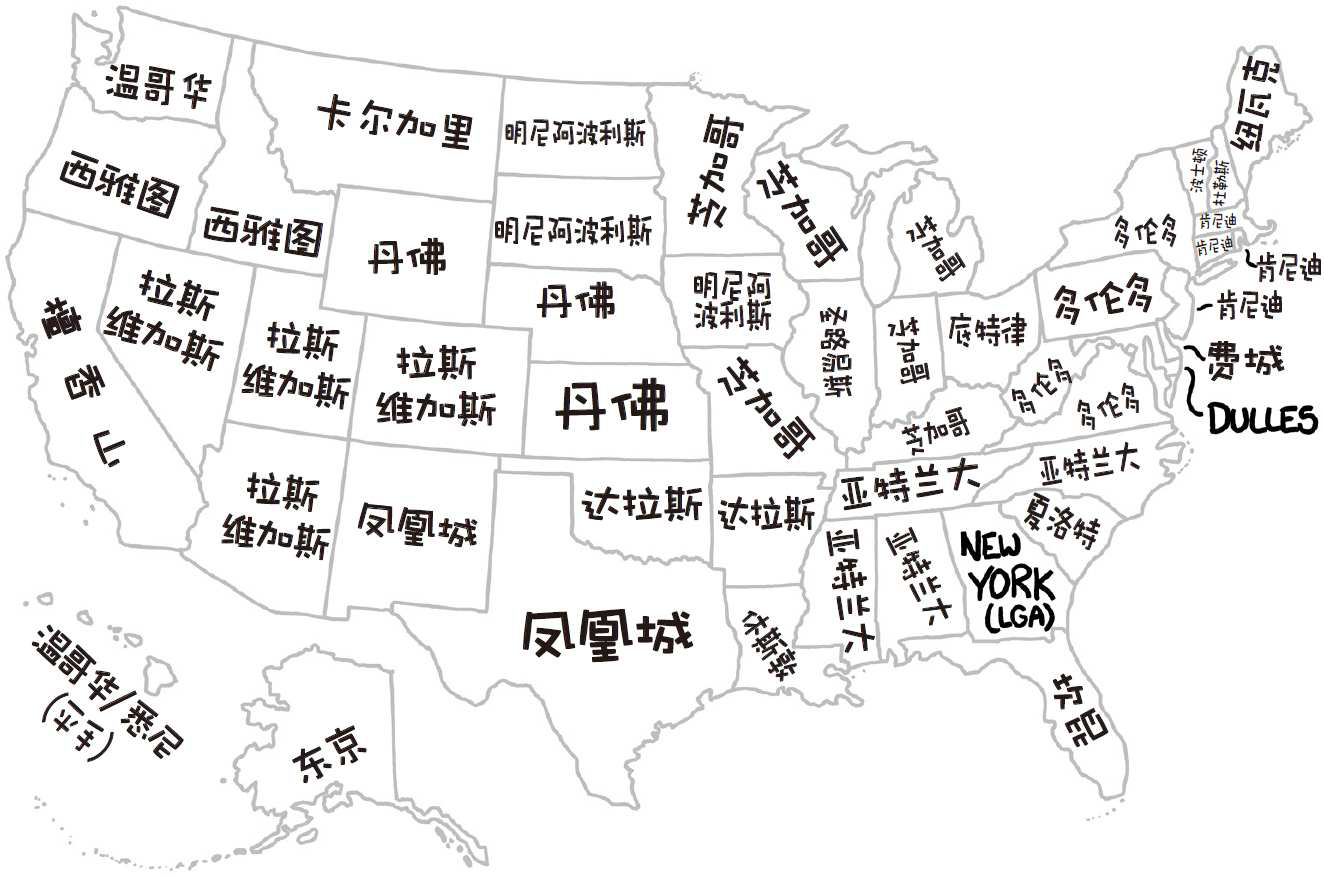 温哥华
卡尔加里
明尼阿波利斯
芝加哥
芝加哥
纽瓦克
西雅图
西雅图
丹佛
明尼阿波利斯
芝加哥
波士顿
杜勒斯
多伦多
肯尼迪
肯尼迪
肯尼迪
肯尼迪
檀香山
拉斯
维加斯
拉斯
维加斯
拉斯
维加斯
丹佛
丹佛
明尼阿
波利斯
圣路易斯
芝加哥
底特律
多伦多
费城
DULLES
多伦多
多伦多
芝加哥
芝加哥
拉斯
维加斯
凤凰城
达拉斯
达拉斯
亚特兰大
亚特兰大
夏洛特
亚特兰大
亚特兰大
NEW
YORK
(LGA)
凤凰城
休斯敦
坎昆
温哥华/悉尼
(并列)
东京